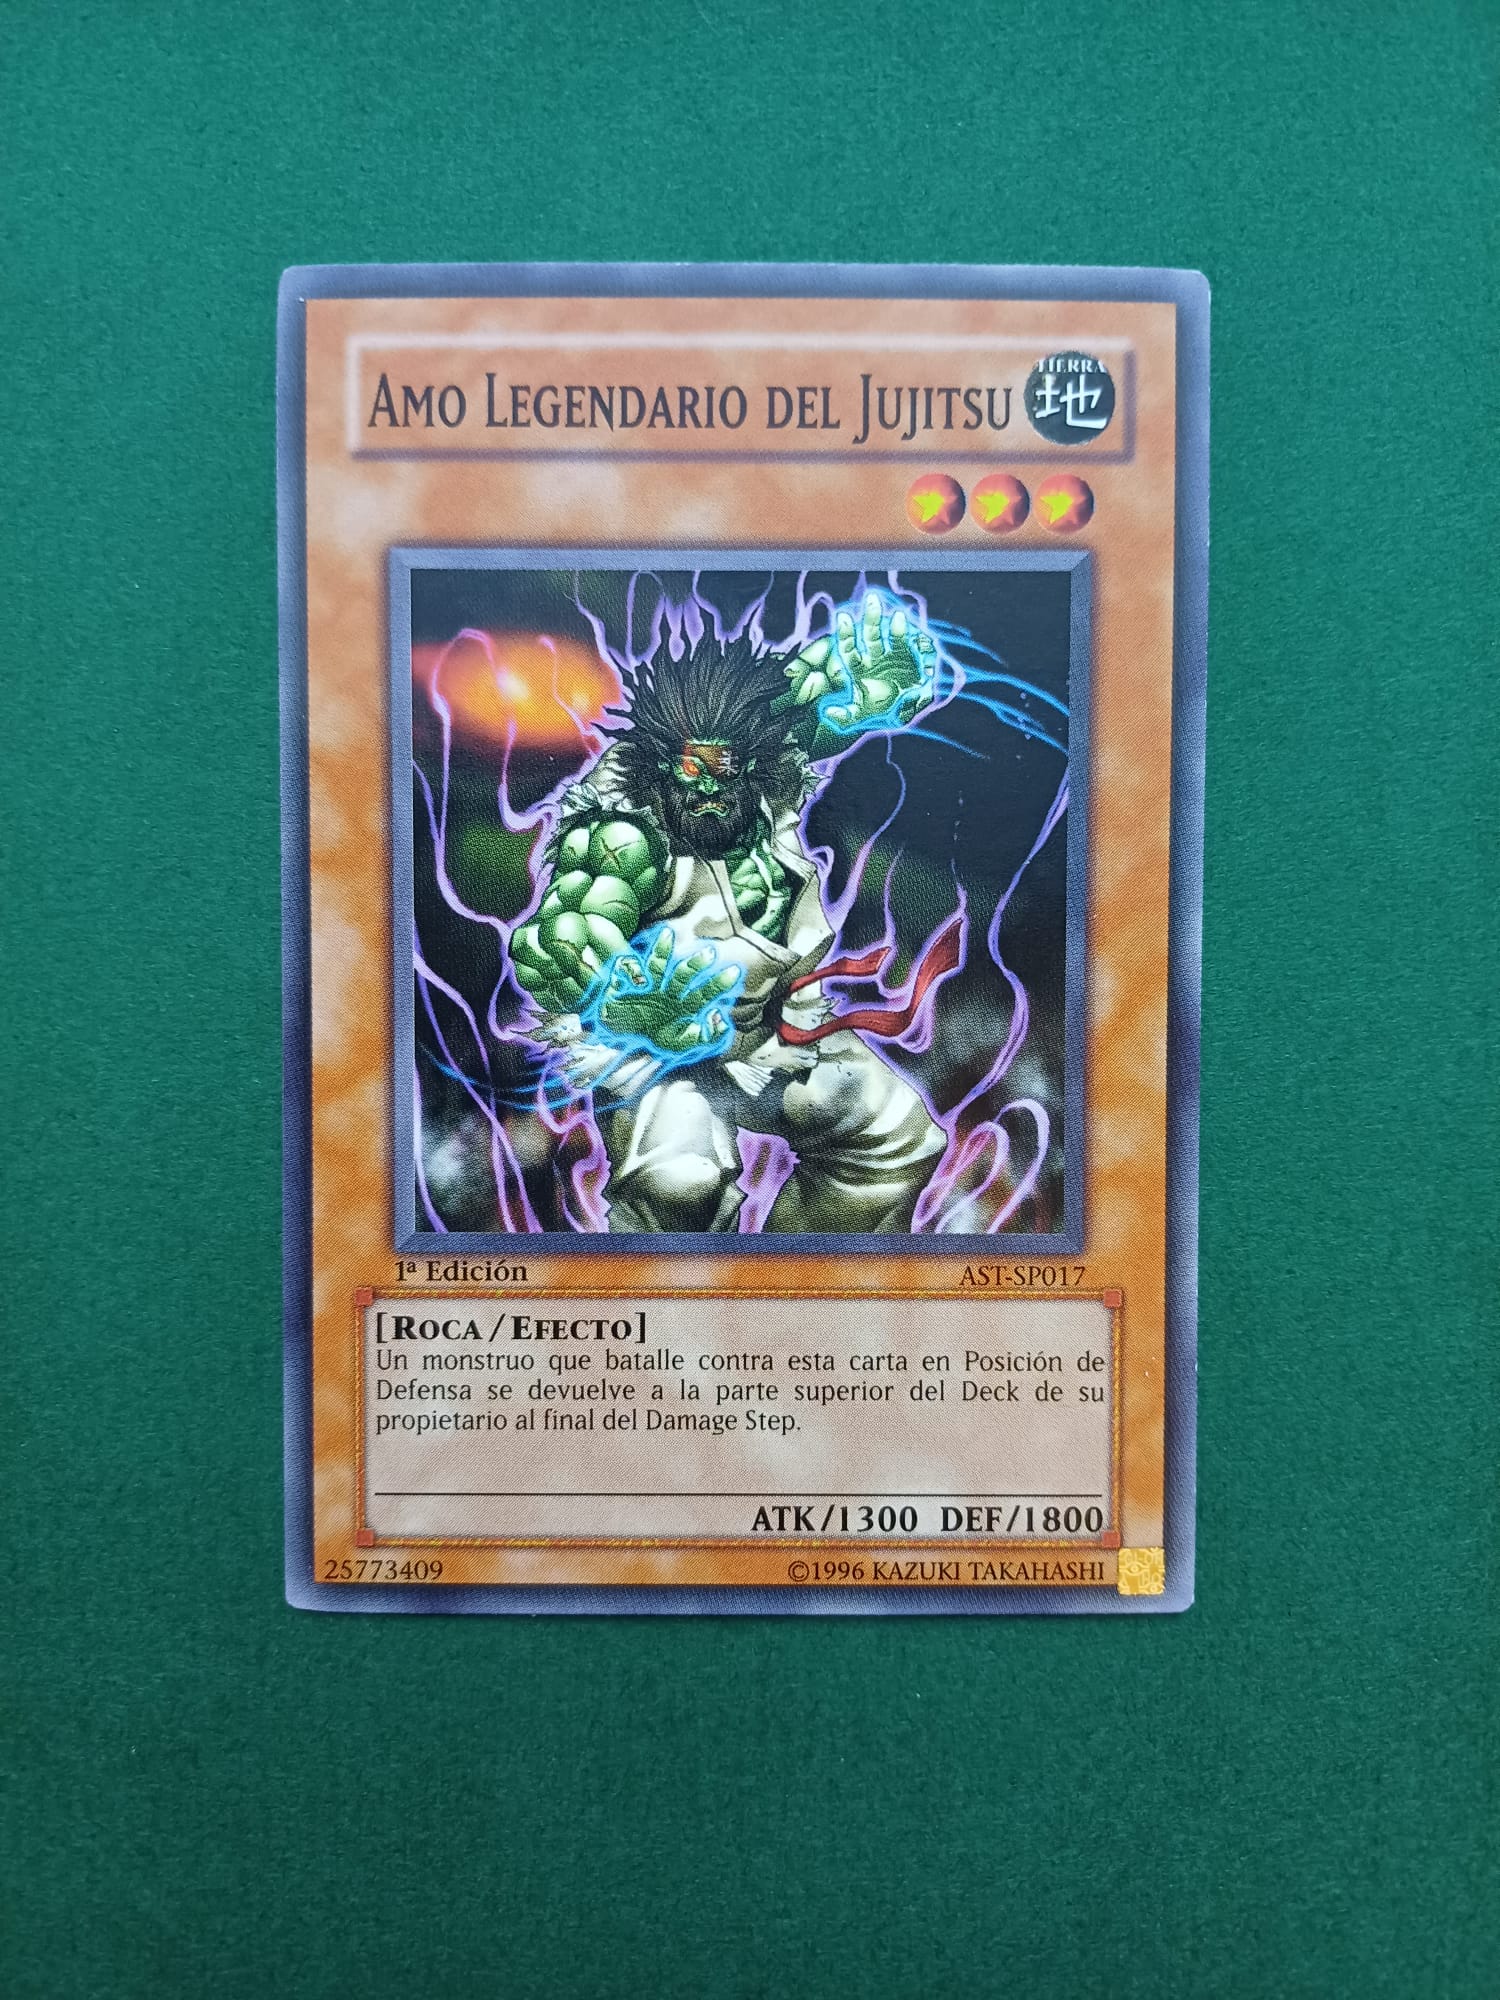 Amo Legendario del Jujitsu
TIERRA
地
1ª Edición
AST-SP017
[Roca / Efecto]
Un monstruo que batalle contra esta carta en Posición de
Defensa se devuelve a la parte superior del Deck de su
propietario al final del Damage Step.
ATK/1300 DEF/1800
25773409
©1996 KAZUKI TAKAHASHI